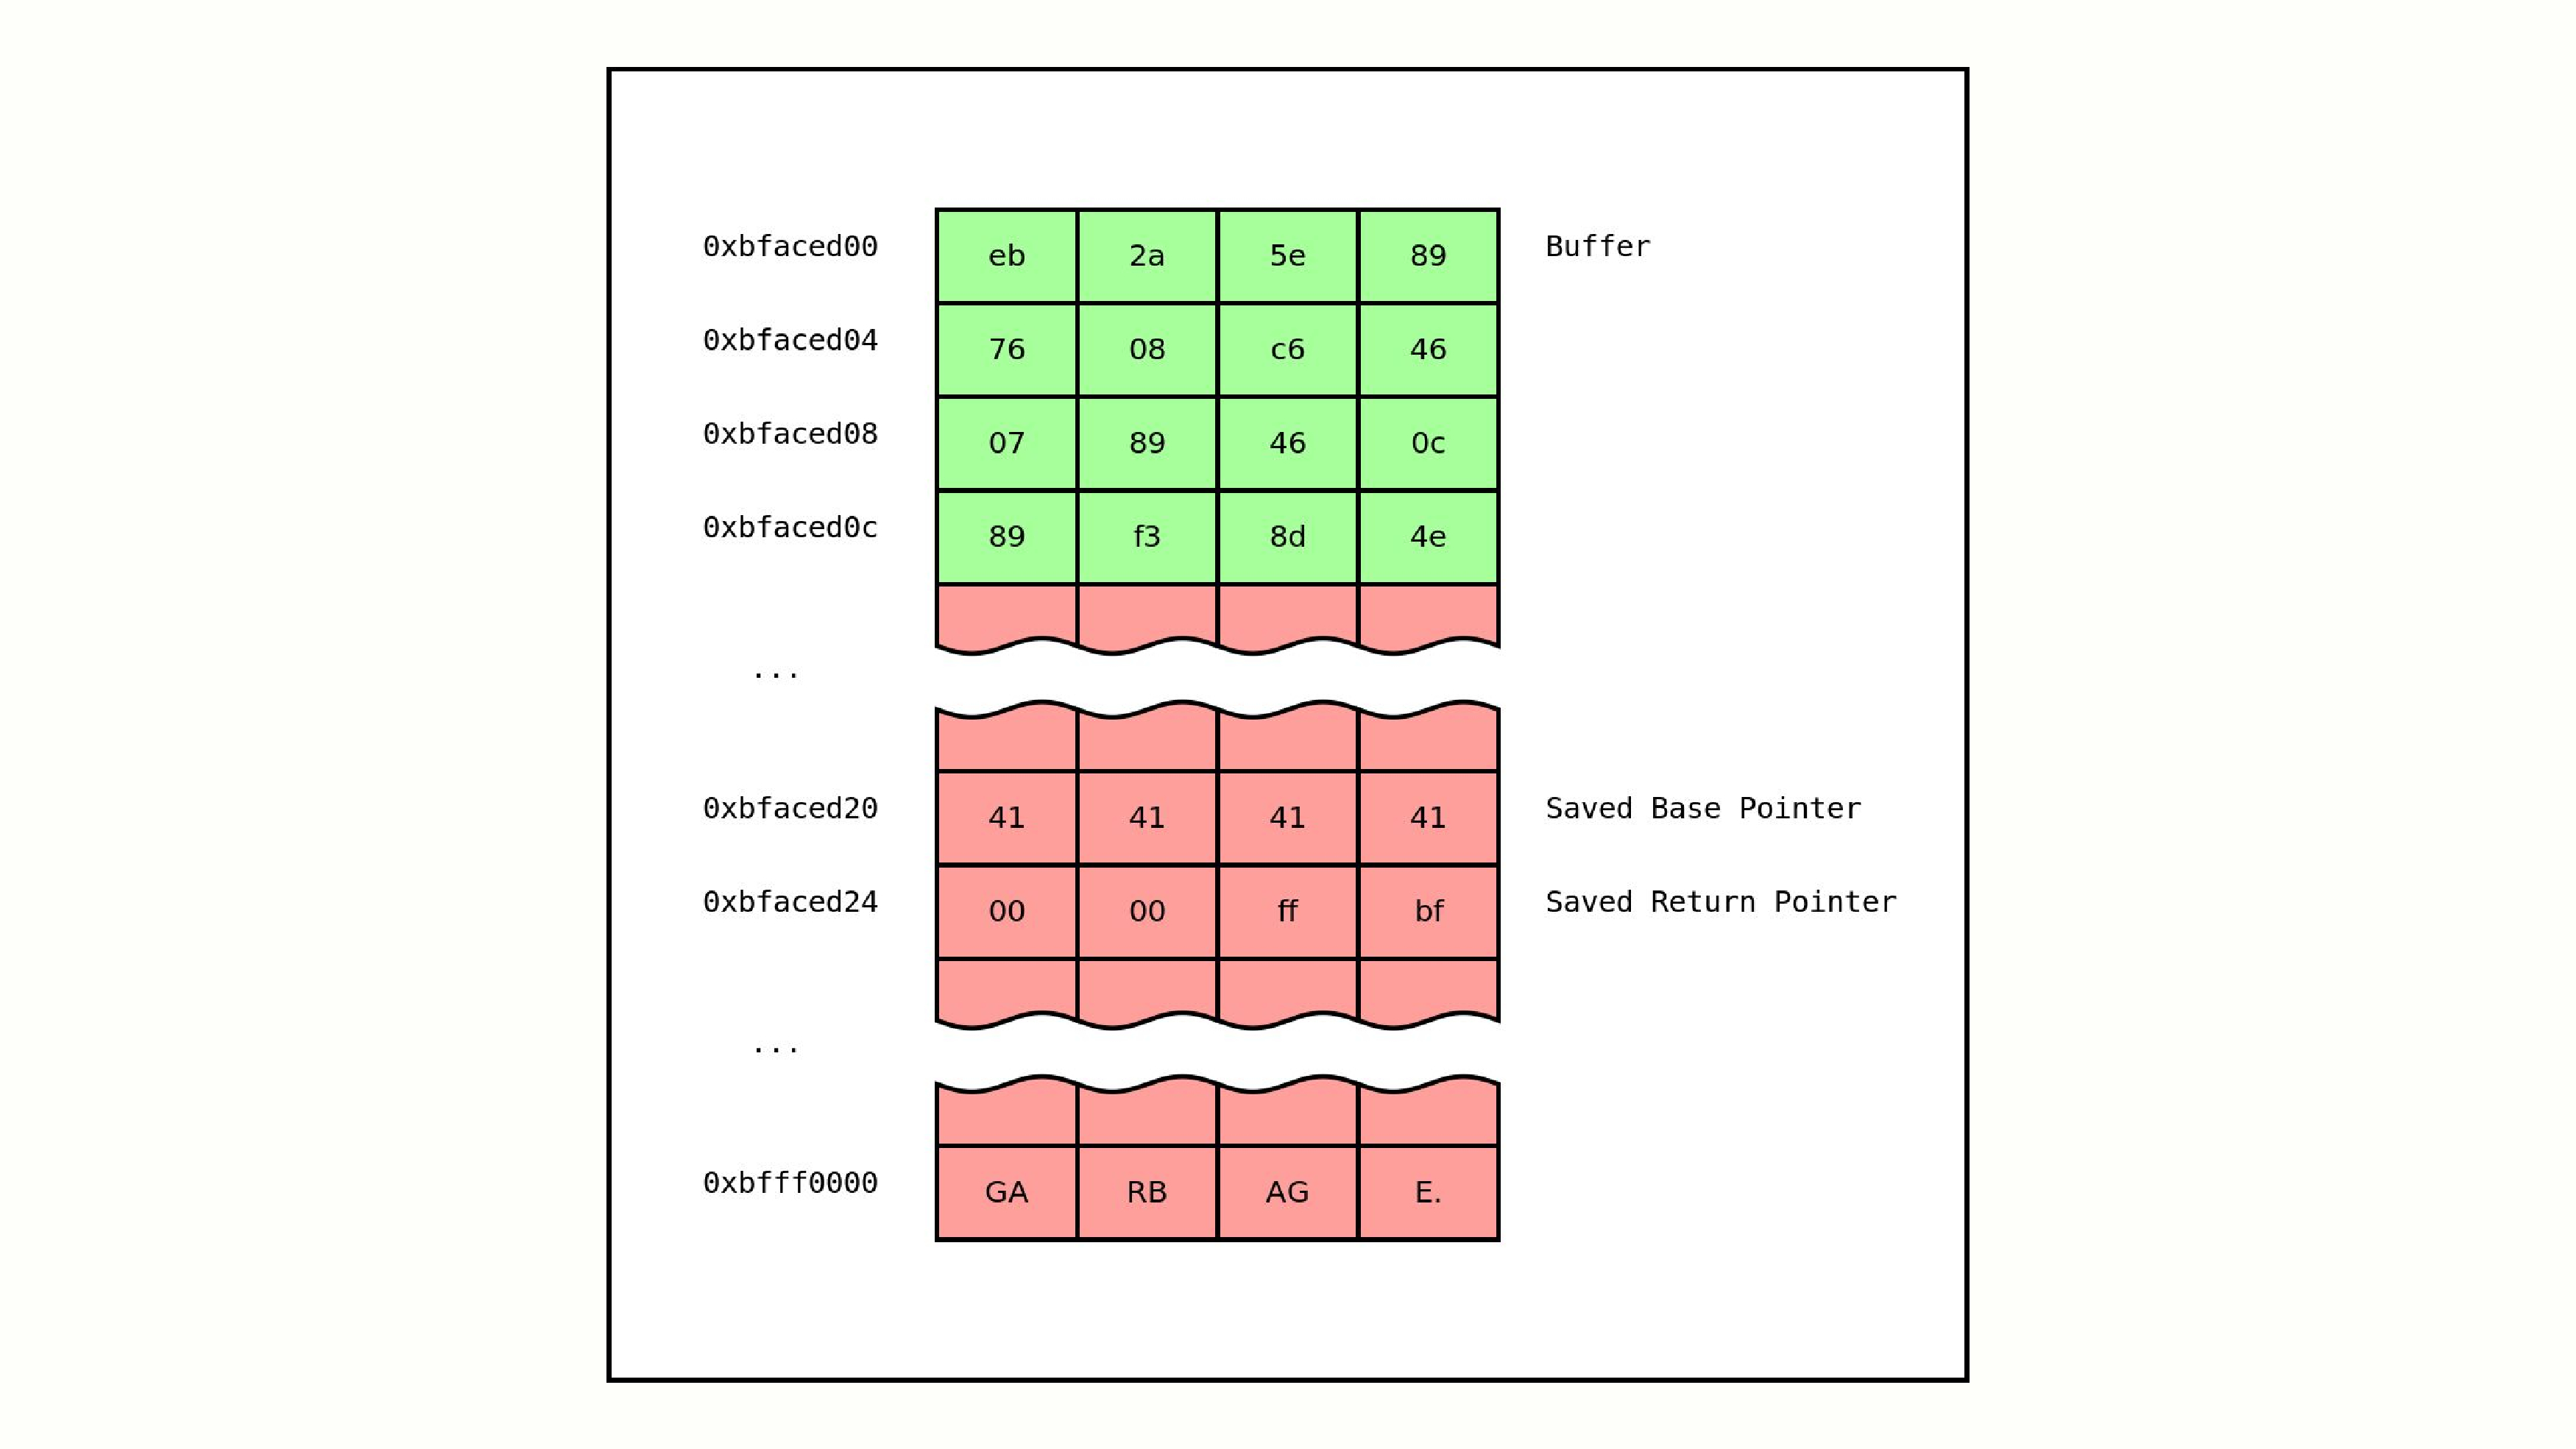 0xbfaced00 eb 2a 5e 89 Buffer
0xbfaced04 76 08 c6 46
0xbfaced08 07 89 46 0c
0xbfaced0c 89 f3 8d 4e
...
0xbfaced20 41 41 41 41 Saved Base Pointer
0xbfaced24 00 00 ff bf Saved Return Pointer
...
0xbfff0000 GA RB AG E.